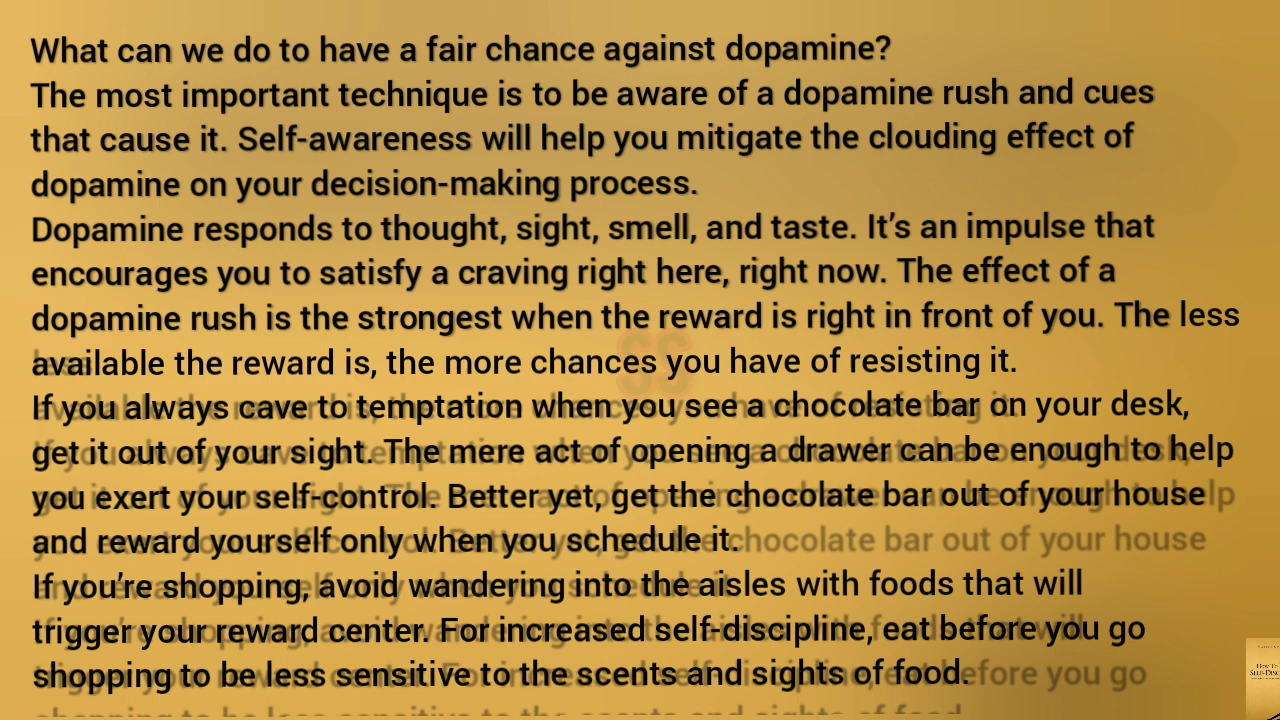 What can we do to have a fair chance against dopamine?
The most important technique is to be aware of a dopamine rush and cues
that cause it. Self-awareness will help you mitigate the clouding effect of
dopamine on your decision-making process.
Dopamine responds to thought, sight, smell, and taste. It’s an impulse that
encourages you to satisfy a craving right here, right now. The effect of a
dopamine rush is the strongest when the reward is right in front of you. The less
available the reward is, the more chances you have of resisting it.
If you always cave to temptation when you see a chocolate bar on your desk,
get it out of your sight. The mere act of opening a drawer can be enough to help
you exert your self-control. Better yet, get the chocolate bar out of your house
and reward yourself only when you schedule it.
If you’re shopping, avoid wandering into the aisles with foods that will
trigger your reward center. For increased self-discipline, eat before you go
shopping to be less sensitive to the scents and sights of food.
SS
How To